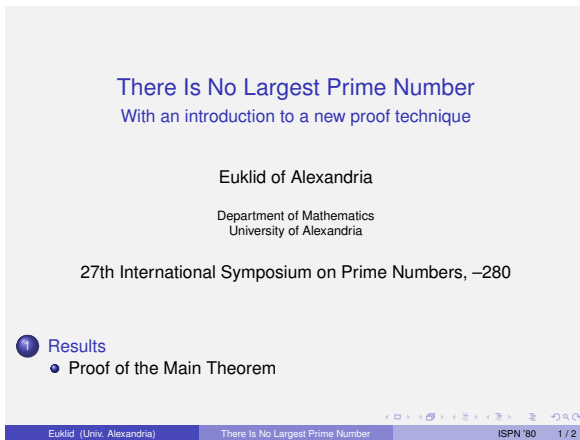 There Is No Largest Prime Number
With an introduction to a new proof technique
Euklid of Alexandria
Department of Mathematics
University of Alexandria
27th International Symposium on Prime Numbers, –280
1 Results
Proof of the Main Theorem
Euklid (Univ. Alexandria) There Is No Largest Prime Number ISPN ’80 1 / 2